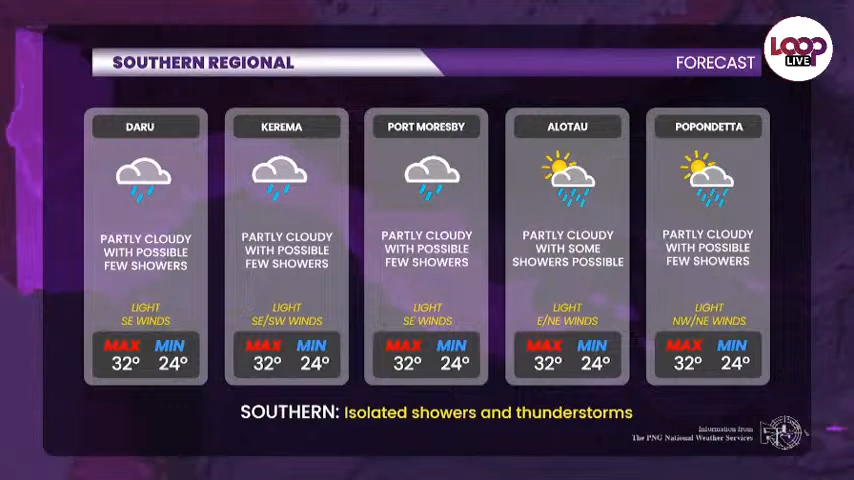 LOOP
LIVE
SOUTHERN REGIONAL
FORECAST
DARU
PARTLY CLOUDY
WITH POSSIBLE
FEW SHOWERS
LIGHT
SE WINDS
MAX MIN
32° 24°
KEREMA
PARTLY CLOUDY
WITH POSSIBLE
FEW SHOWERS
LIGHT
SE/SW WINDS
MAX MIN
32° 24°
PORT MORESBY
PARTLY CLOUDY
WITH POSSIBLE
FEW SHOWERS
LIGHT
SE WINDS
MAX MIN
32° 24°
ALOTAU
PARTLY CLOUDY
WITH SOME
SHOWERS POSSIBLE
LIGHT
E/NE WINDS
MAX MIN
32° 24°
POPONDETTA
PARTLY CLOUDY
WITH POSSIBLE
FEW SHOWERS
LIGHT
NW/NE WINDS
MAX MIN
32° 24°
SOUTHERN: Isolated showers and thunderstorms
Information from
The PNG National Weather Services